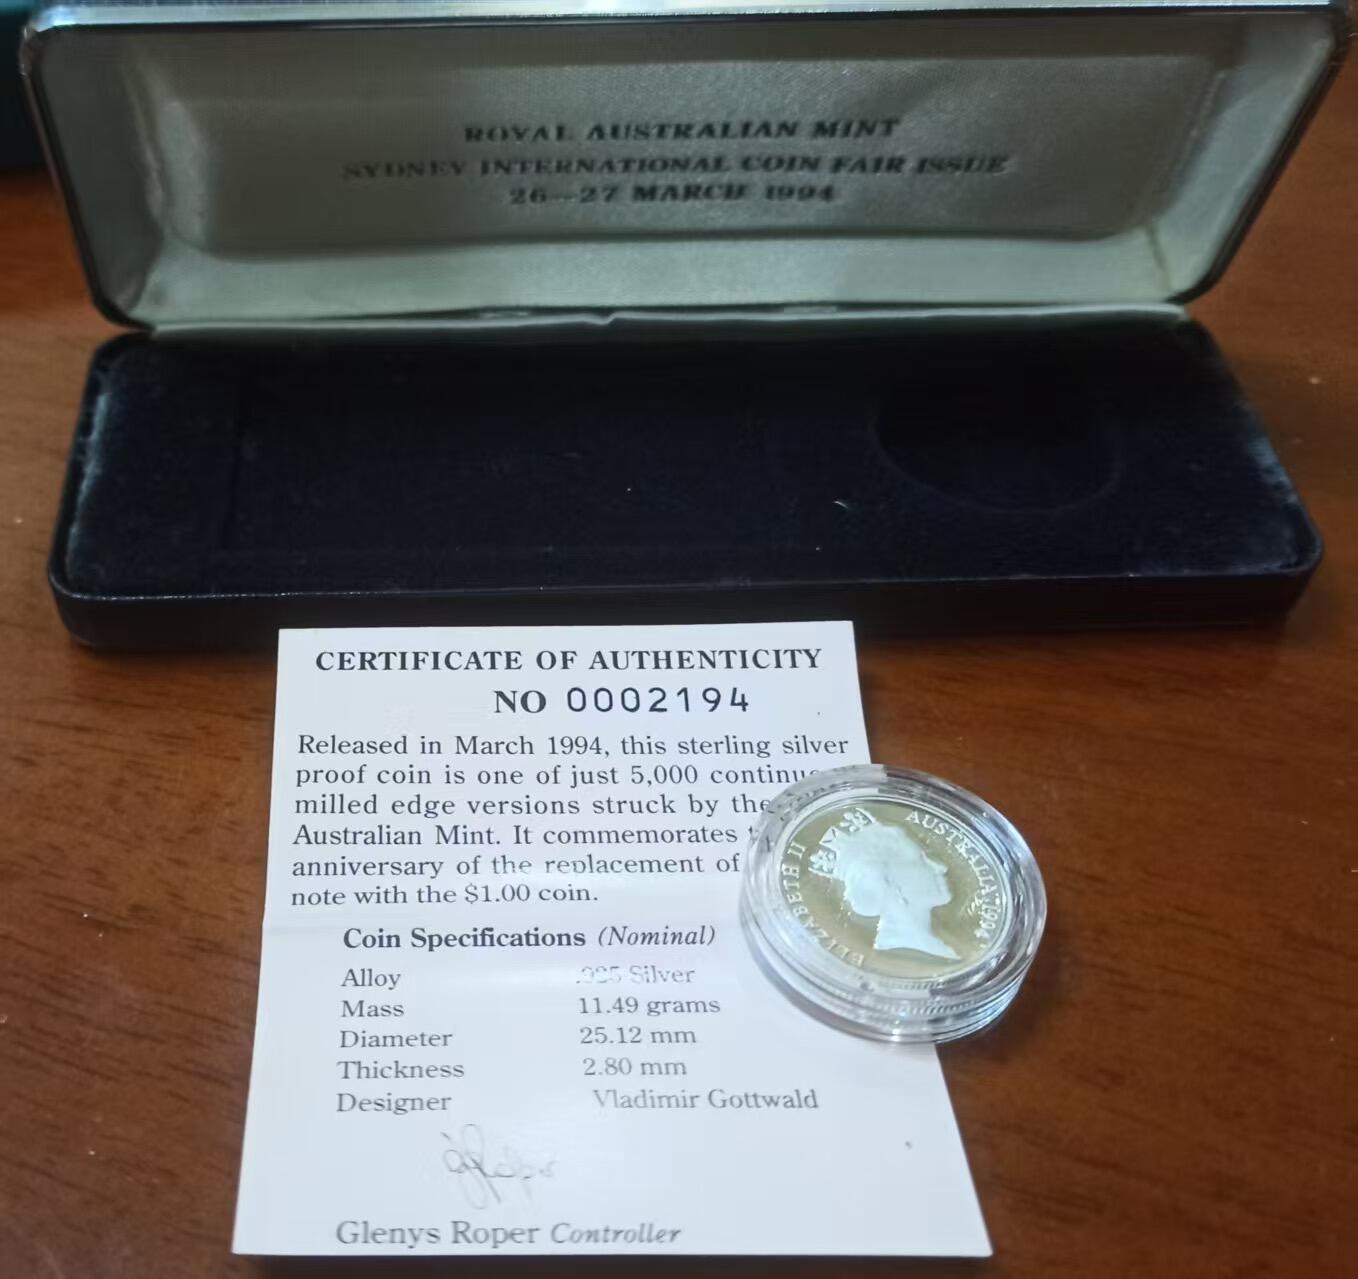 ROYAL AUSTRALIAN MINT
SYDNEY INTERNATIONAL COIN FAIR ISSUE
26--27 MARCH 1994
CERTIFICATE OF AUTHENTICITY
NO 0002194
Released in March 1994, this sterling silver
proof coin is one of just 5,000
milled edge versions struck by the
Australian Mint. It commemorates
anniversary of the replacement of
note with the $1.00 coin.
Coin Specifications (Nominal)
Alloy .925 Silver
Mass 11.49 grams
Diameter 25.12 mm
Thickness 2.80 mm
Designer Vladimir Gottwald
Glenys Roper Controller
ELIZABETH II
AUSTRALIA 1994